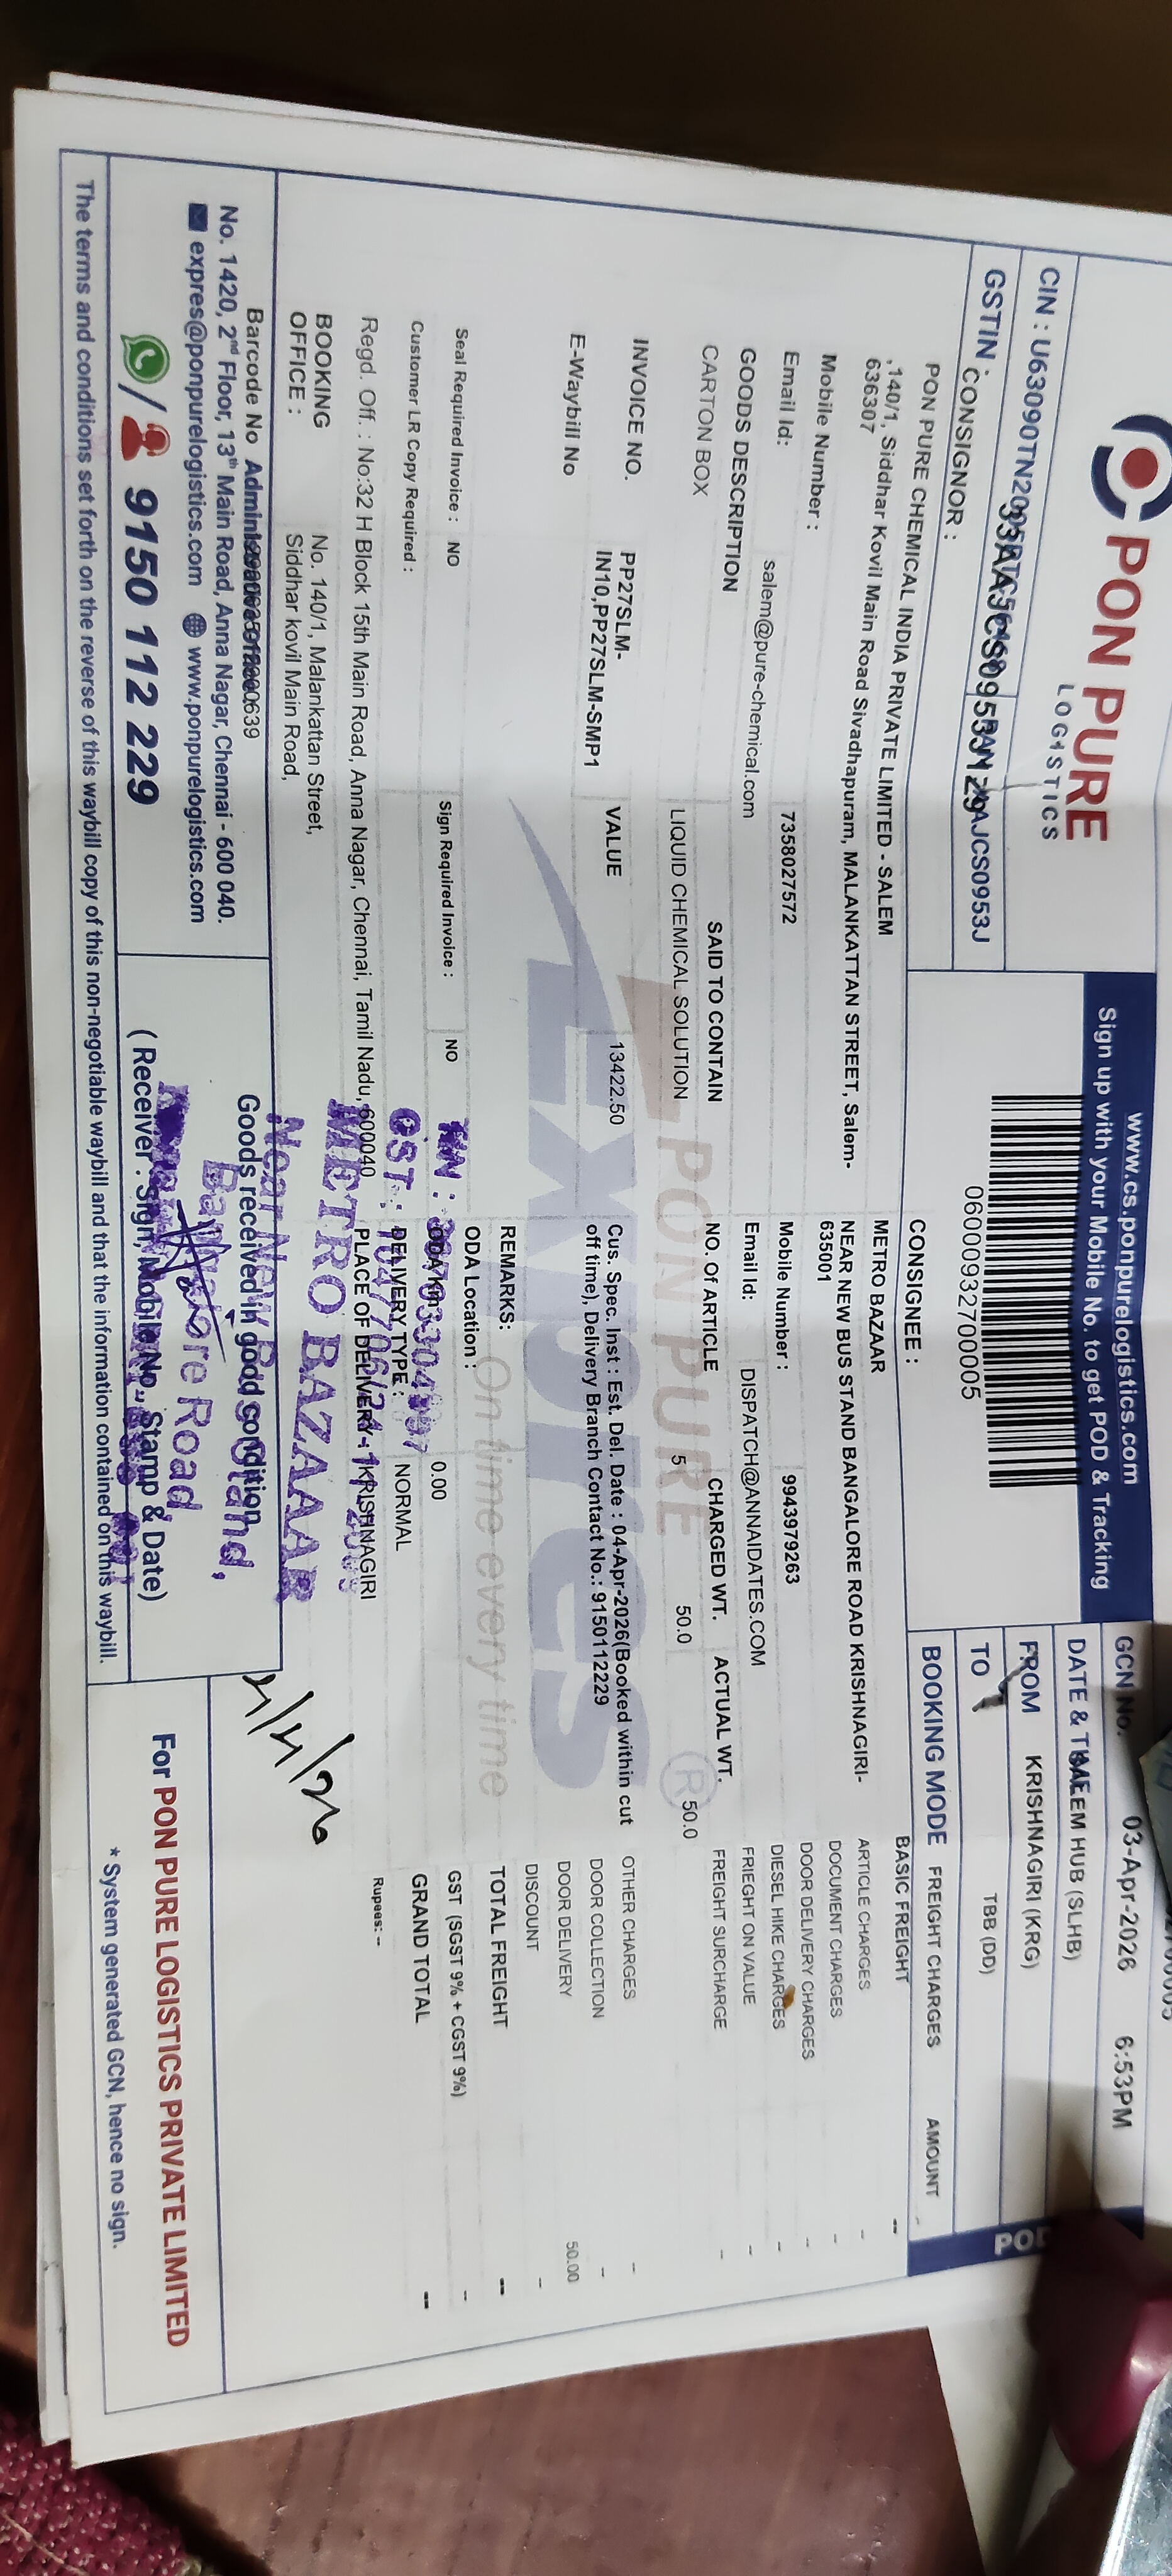 PON PURE
LOGISTICS
CIN : U63090TN2005PTC
GSTIN :
33AAJCS0953J1Z9
AAJCS0953J
www.cs.ponpurelogistics.com
Sign up with your Mobile No. to get POD & Tracking
06000932700005
GCN No.
DATE & TIME
03-Apr-2026 6:53PM
FROM
SALEM HUB (SLHB)
TO
KRISHNAGIRI (KRG)
BOOKING MODE
TBB (DD)
FREIGHT CHARGES AMOUNT
POD
CONSIGNOR :
PON PURE CHEMICAL INDIA PRIVATE LIMITED - SALEM
,140/1, Siddhar Kovil Main Road Sivadhapuram, MALANKATTAN STREET, Salem-
636307
Mobile Number : 7358027572
Email Id: salem@pure-chemical.com
CONSIGNEE :
METRO BAZAAR
NEAR NEW BUS STAND BANGALORE ROAD KRISHNAGIRI-
635001
Mobile Number : 9943979263
Email Id: DISPATCH@ANNAIDATES.COM
GOODS DESCRIPTION SAID TO CONTAIN NO. Of ARTICLE CHARGED WT. ACTUAL WT.
CARTON BOX LIQUID CHEMICAL SOLUTION 5 50.0 50.0
INVOICE NO. PP27SLM-
IN10,PP27SLM-SMP1
VALUE 13422.50
E-Waybill No
Cus. Spec. Inst : Est. Del. Date : 04-Apr-2026(Booked within cut
off time), Delivery Branch Contact No.: 9150112229
REMARKS:
ODA Location :
ODA Km : 0.00
DELIVERY TYPE : NORMAL
PLACE OF DELIVERY : KRISHNAGIRI
Seal Required Invoice : NO
Sign Required Invoice : NO
Customer LR Copy Required :
Regd. Off. : No:32 H Block 15th Main Road, Anna Nagar, Chennai, Tamil Nadu, 600040
BOOKING
OFFICE :
No. 140/1, Malankattan Street,
Siddhar kovil Main Road,
BASIC FREIGHT --
ARTICLE CHARGES -
DOCUMENT CHARGES -
DOOR DELIVERY CHARGES -
DIESEL HIKE CHARGES -
FRIEGHT ON VALUE -
FREIGHT SURCHARGE -
OTHER CHARGES -
DOOR COLLECTION -
DOOR DELIVERY 50.00
DISCOUNT -
TOTAL FREIGHT --
GST (SGST 9% + CGST 9%) -
GRAND TOTAL --
Rupees: --
PON PURE
Expres
On time every time
R
TIN :
GST :
METRO BAZAAR
Near New Bus Stand,
Bangalore Road
4/4/26
Barcode No
No. 1420, 2nd Floor, 13th Main Road, Anna Nagar, Chennai - 600 040.
expres@ponpurelogistics.com www.ponpurelogistics.com
/ 9150 112 229
Goods received in good condition
( Receiver : Sign, Mobile No., Stamp & Date)
For PON PURE LOGISTICS PRIVATE LIMITED
* System generated GCN, hence no sign.
The terms and conditions set forth on the reverse of this waybill copy of this non-negotiable waybill and that the information contained on this waybill.